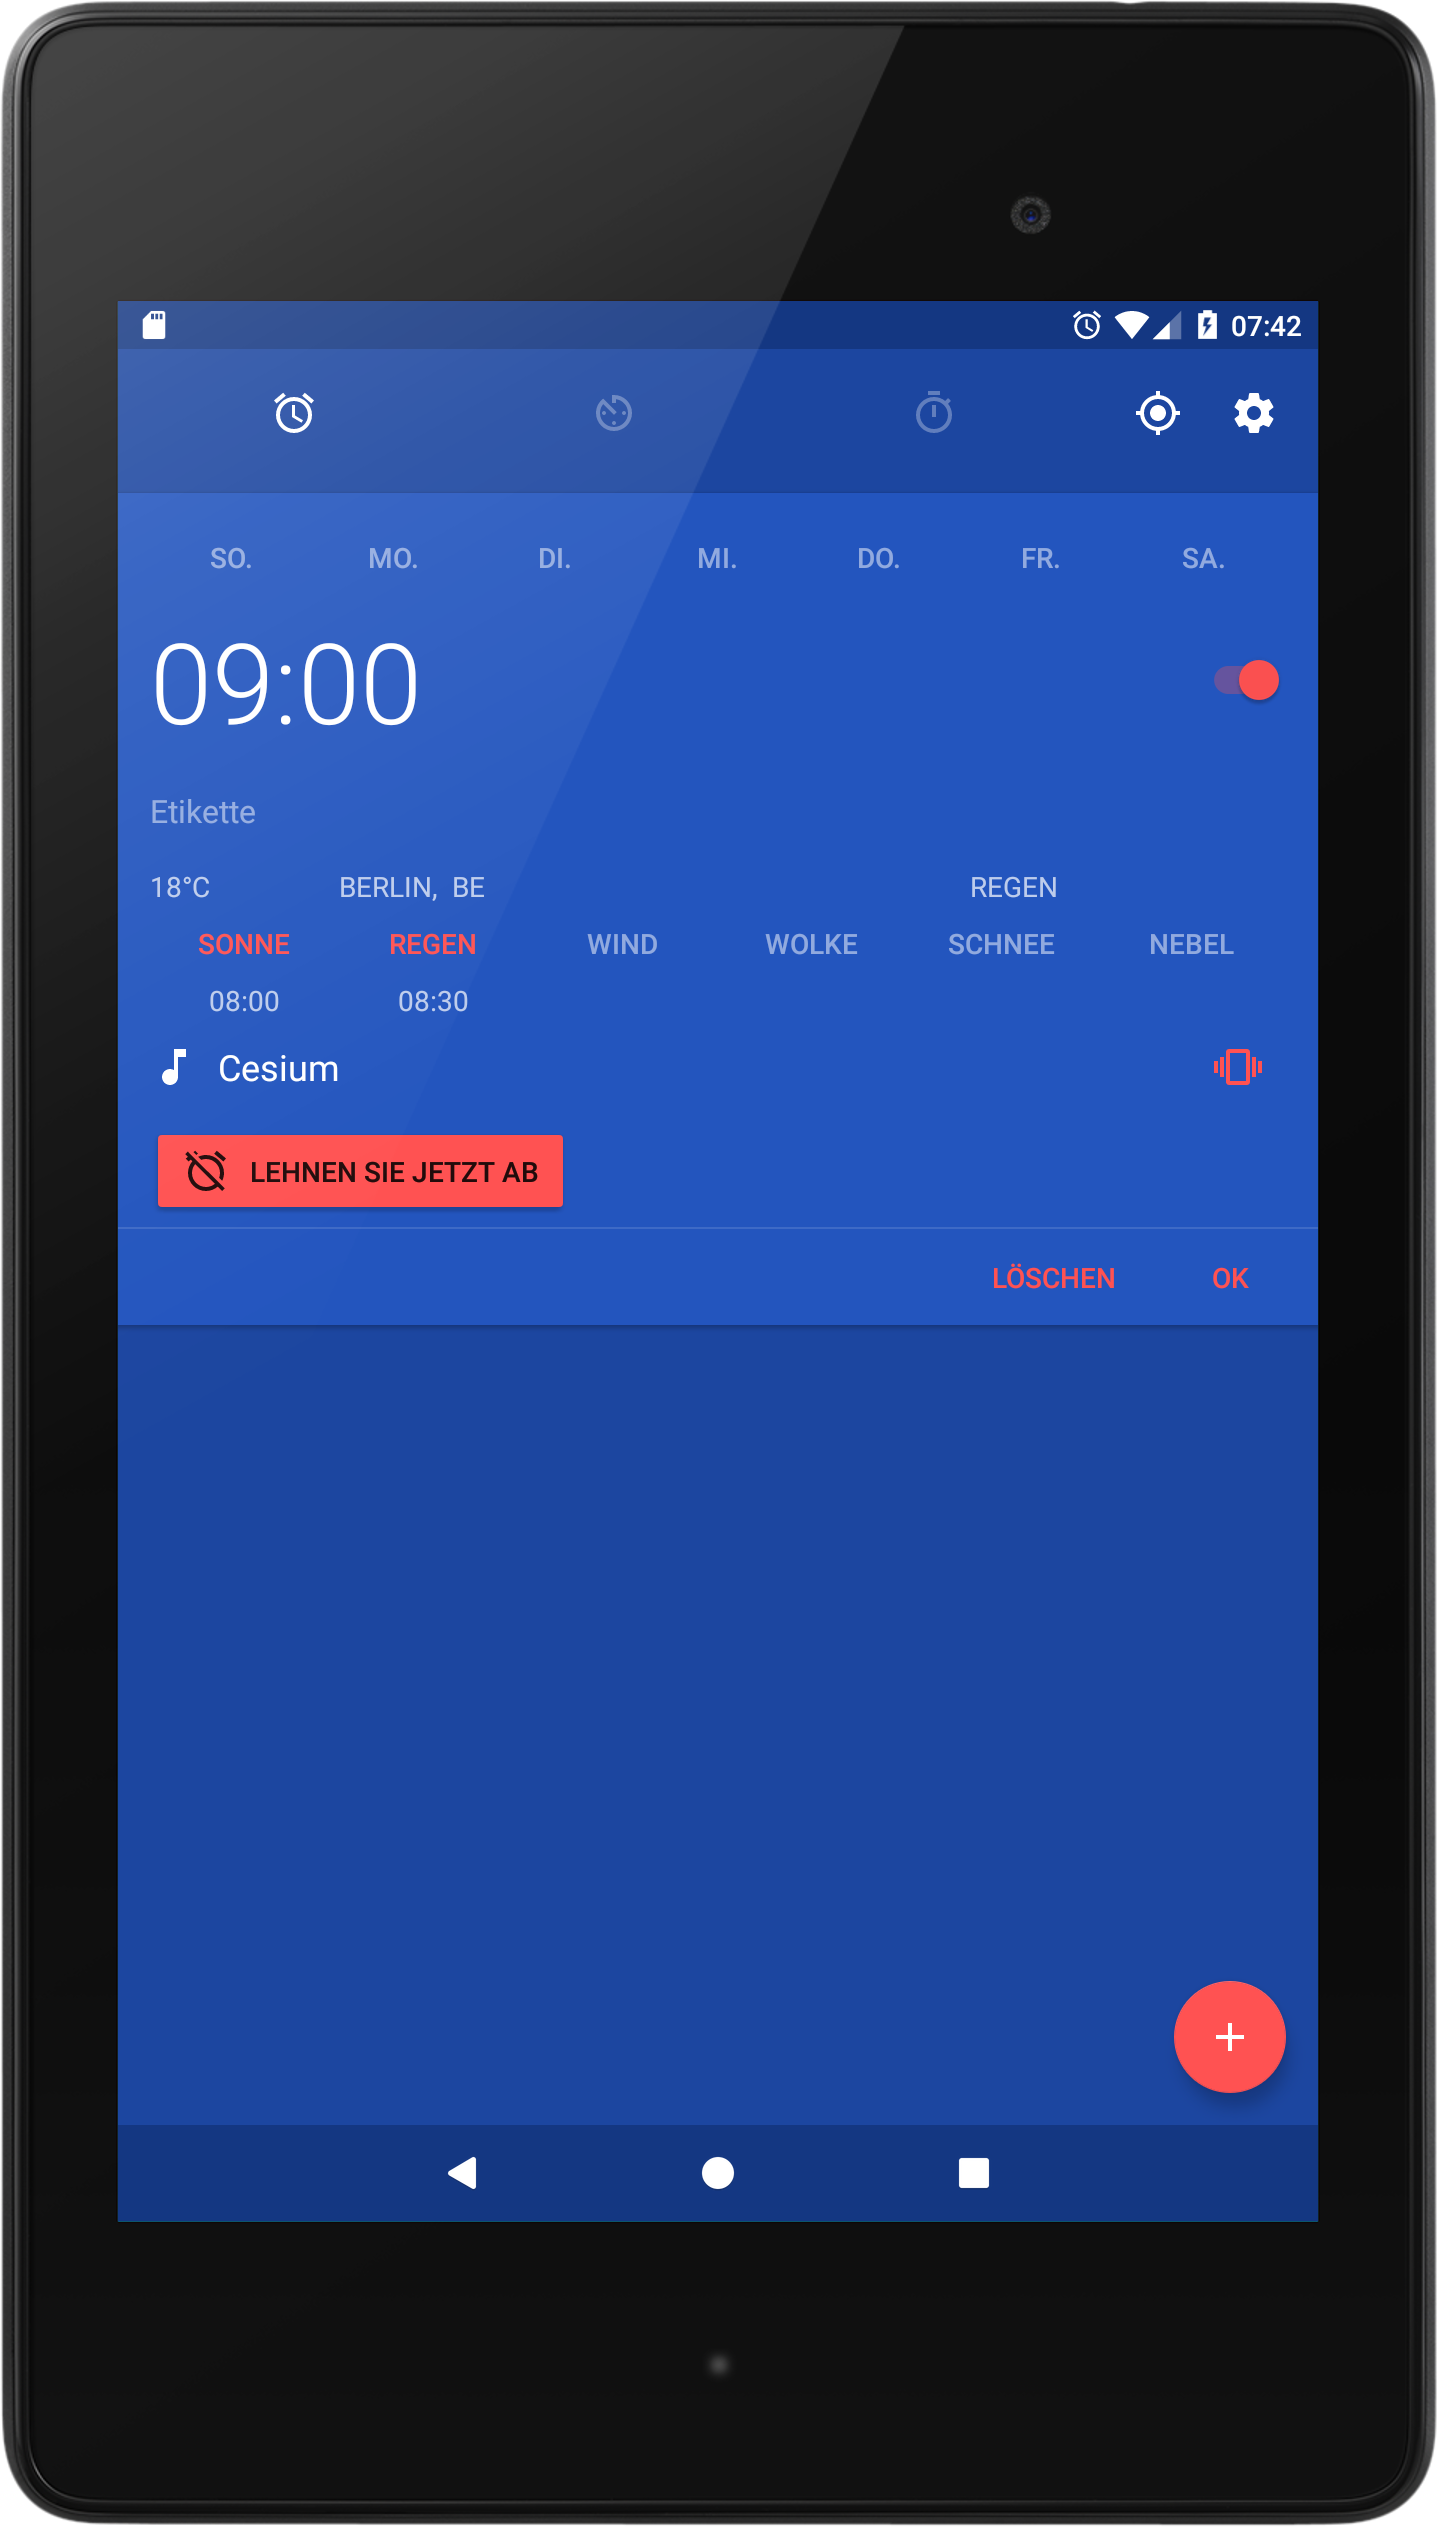 07:42
SO. MO. DI. MI. DO. FR. SA.
09:00
Etikette
18°C BERLIN, BE REGEN
SONNE REGEN WIND WOLKE SCHNEE NEBEL
08:00 08:30
Cesium
LEHNEN SIE JETZT AB
LÖSCHEN OK